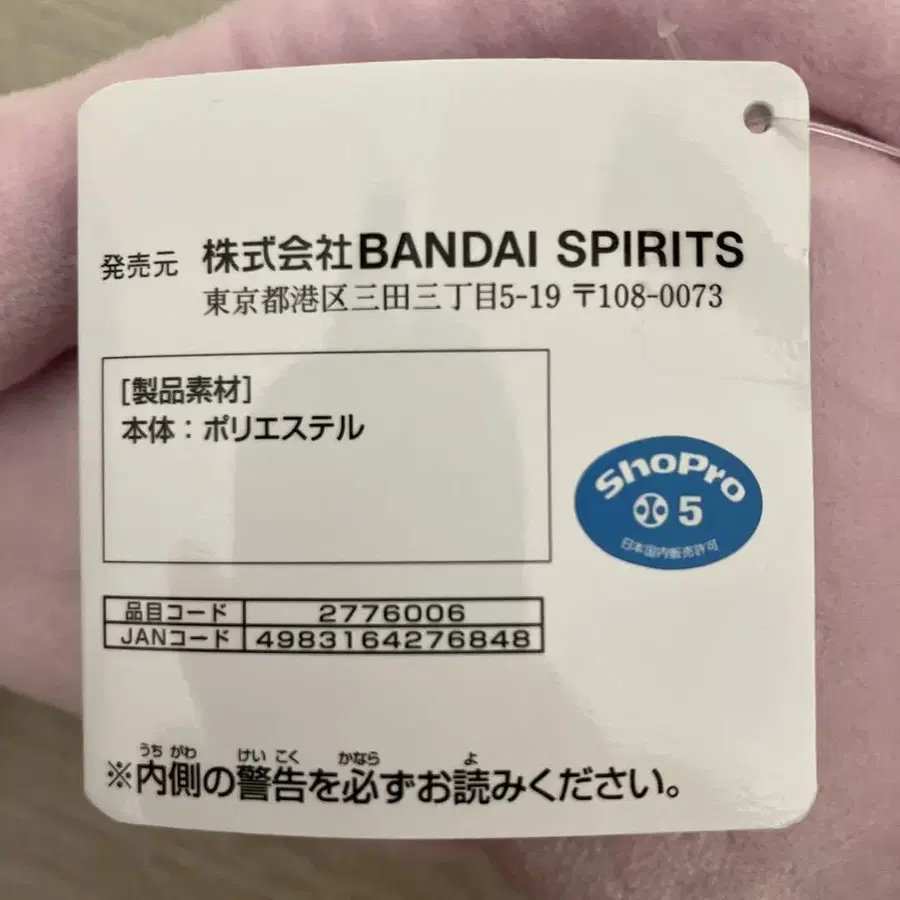 発売元 株式会社BANDAI SPIRITS
東京都港区三田三丁目5-19 〒108-0073
[製品素材]
本体：ポリエステル
ShoPro
5
日本国内販売許可
品目コード 2776006
JANコード 4983164276848
うち がわ けい こく かなら よ
※内側の警告を必ずお読みください。